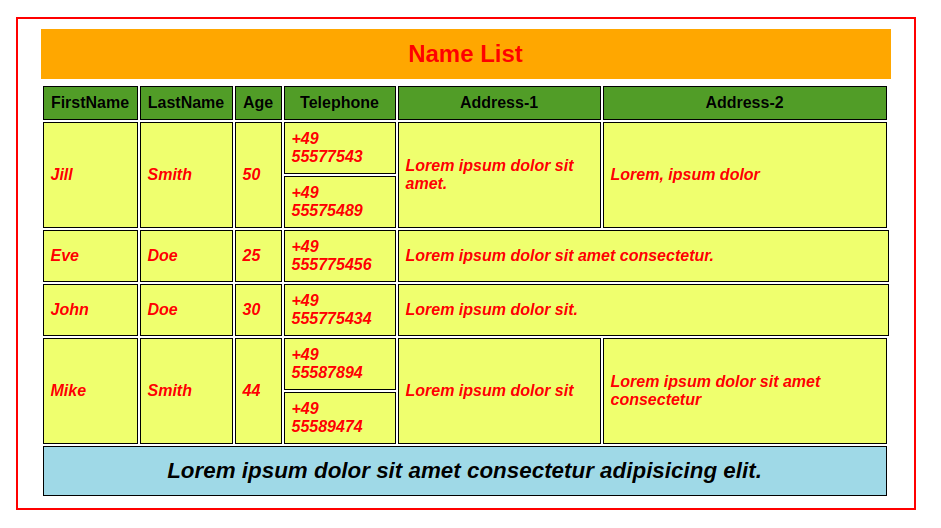 Name List
FirstName LastName Age Telephone Address-1 Address-2
Jill Smith 50 +49 55577543 Lorem ipsum dolor sit amet. Lorem, ipsum dolor
+49 55575489
Eve Doe 25 +49 555775456 Lorem ipsum dolor sit amet consectetur.
John Doe 30 +49 555775434 Lorem ipsum dolor sit.
Mike Smith 44 +49 55587894 Lorem ipsum dolor sit Lorem ipsum dolor sit amet consectetur
+49 55589474
Lorem ipsum dolor sit amet consectetur adipisicing elit.